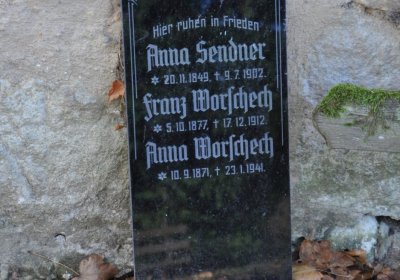 Hier ruhen in Frieden
Anna Sendner
* 20.11.1849. † 9.7.1902.
Franz Worschech
* 5.10.1877, † 17.12.1912.
Anna Worschech
* 10.9.1871, † 23.1.1941.